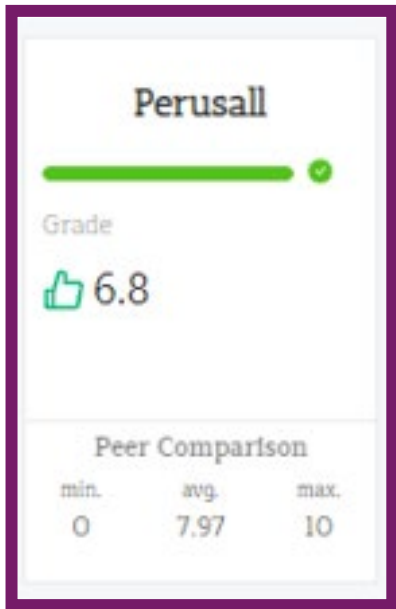 Perusall
Grade
6.8
Peer Comparison
min. avg. max.
0 7.97 10